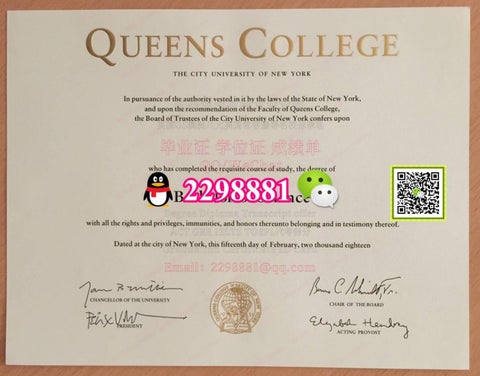 QUEENS COLLEGE
THE CITY UNIVERSITY OF NEW YORK
In pursuance of the authority vested in it by the laws of the State of New York,
and upon the recommendation of the Faculty of Queens College,
the Board of Trustees of the City University of New York confers upon
毕业证 学位证 成绩单
QQ/WeChat
who has completed the requisite course of study, the degree of
2298881
Degree Diploma Transcript offer
with all the rights and privileges, immunities, and honors thereunto belonging and in testimony thereof.
Dated at the city of New York, this fifteenth day of February, two thousand eighteen
Email: 2298881@qq.com
CHANCELLOR OF THE UNIVERSITY
CHAIR OF THE BOARD
PRESIDENT
ACTING PROVOST